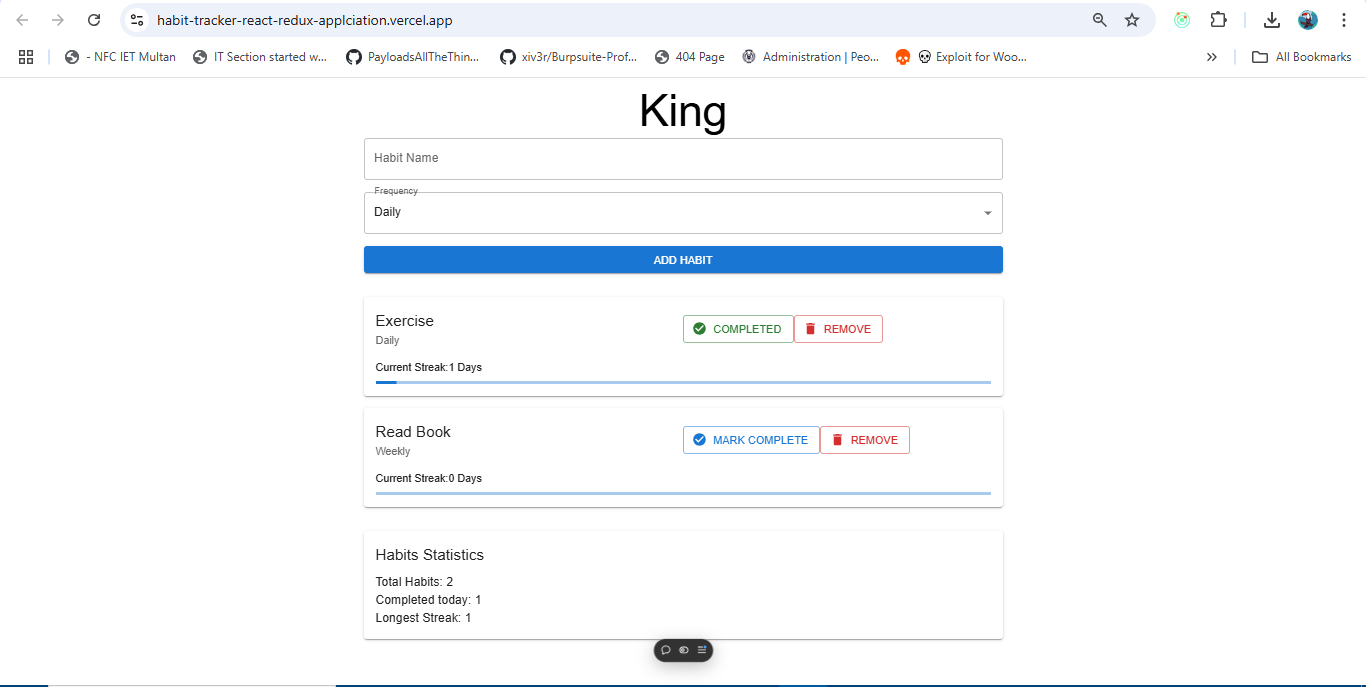 habit-tracker-react-redux-applciation.vercel.app
- NFC IET Multan
IT Section started w...
PayloadsAllTheThin...
xiv3r/Burpsuite-Prof...
404 Page
Administration | Peo...
Exploit for Woo...
All Bookmarks
King
Habit Name
Frequency
Daily
ADD HABIT
Exercise
Daily
COMPLETED
REMOVE
Current Streak:1 Days
Read Book
Weekly
MARK COMPLETE
REMOVE
Current Streak:0 Days
Habits Statistics
Total Habits: 2
Completed today: 1
Longest Streak: 1